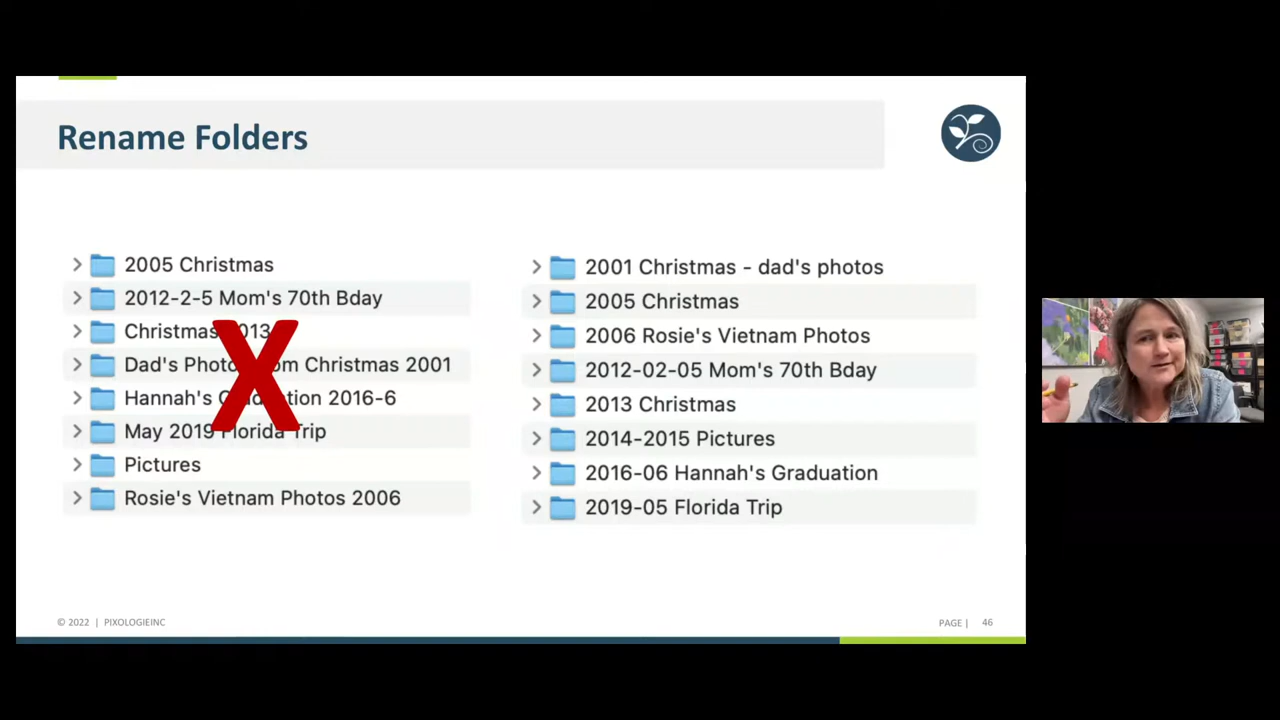 Rename Folders
2005 Christmas
2012-2-5 Mom's 70th Bday
Christmas 013
Dad's Photo om Christmas 2001
Hannah's G tion 2016-6
May 2019 Florida Trip
Pictures
Rosie's Vietnam Photos 2006
X
2001 Christmas - dad's photos
2005 Christmas
2006 Rosie's Vietnam Photos
2012-02-05 Mom's 70th Bday
2013 Christmas
2014-2015 Pictures
2016-06 Hannah's Graduation
2019-05 Florida Trip
© 2022 | PIXOLOGIEINC
PAGE | 46